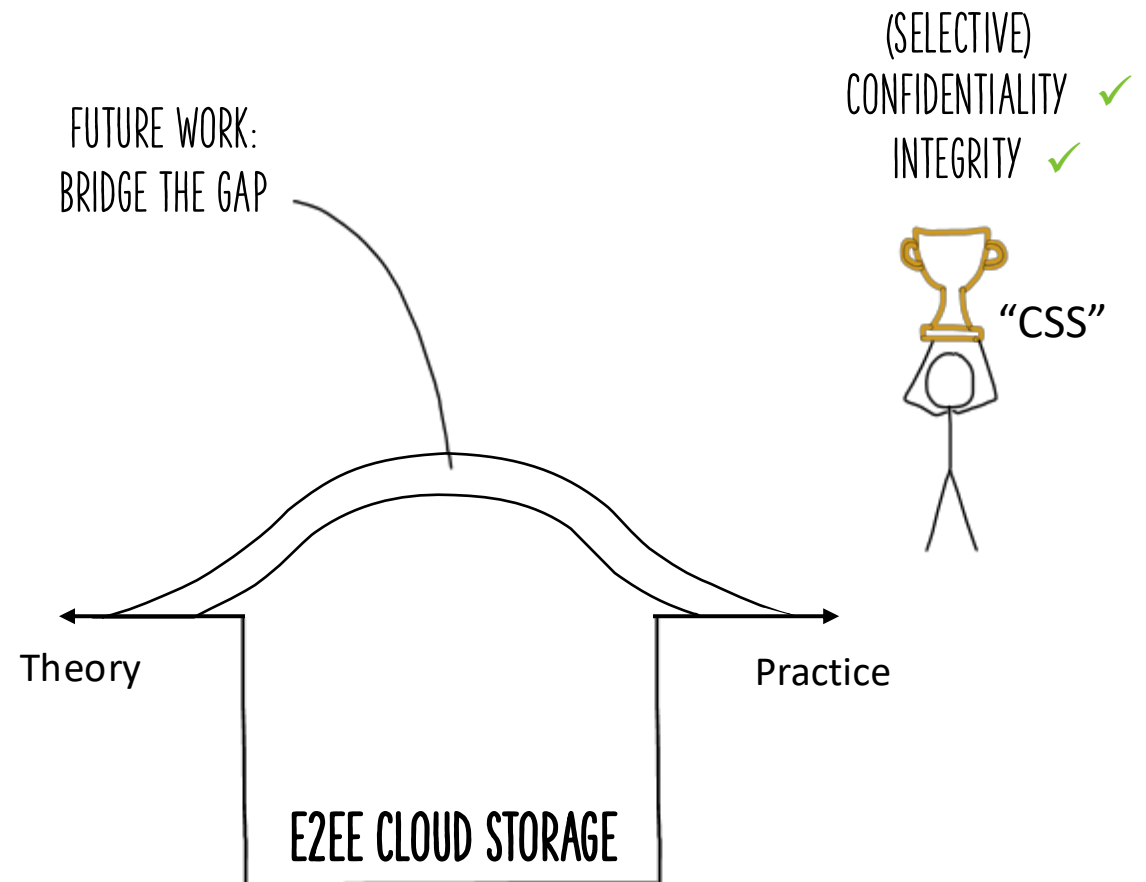 (SELECTIVE)
CONFIDENTIALITY ✓
INTEGRITY ✓
FUTURE WORK:
BRIDGE THE GAP
“CSS”
Theory
Practice
E2EE CLOUD STORAGE